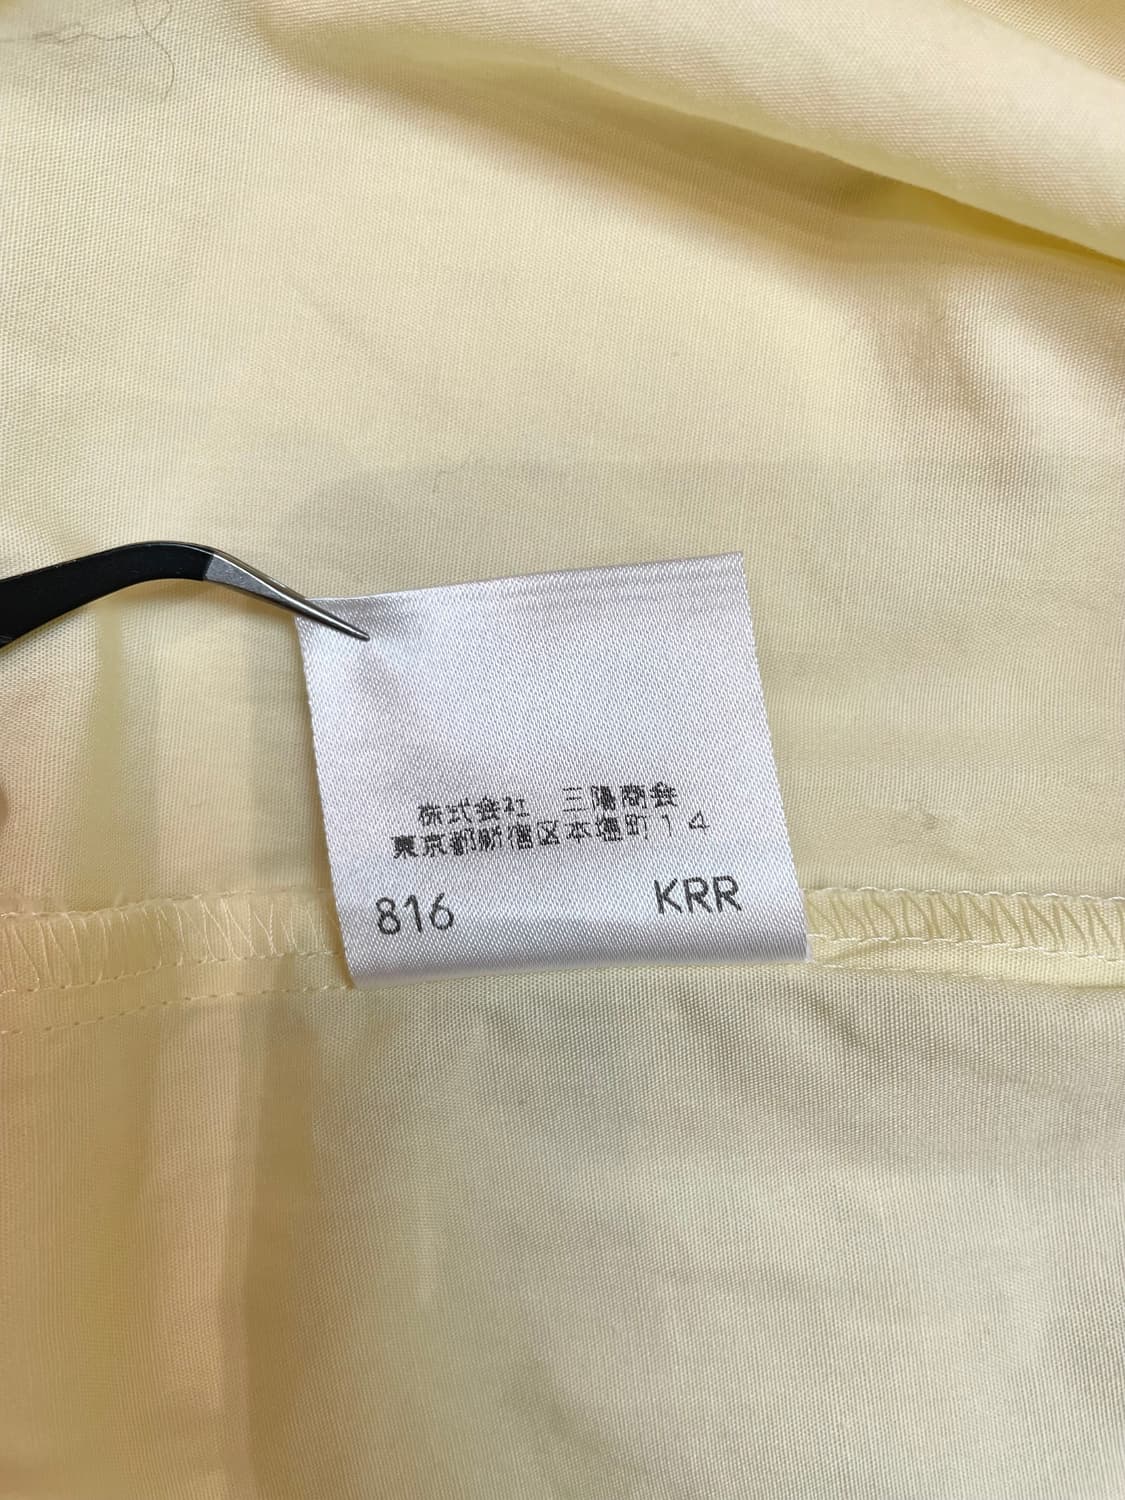 株式会社 三陽商会
東京都新宿区本塩町14
816 KRR